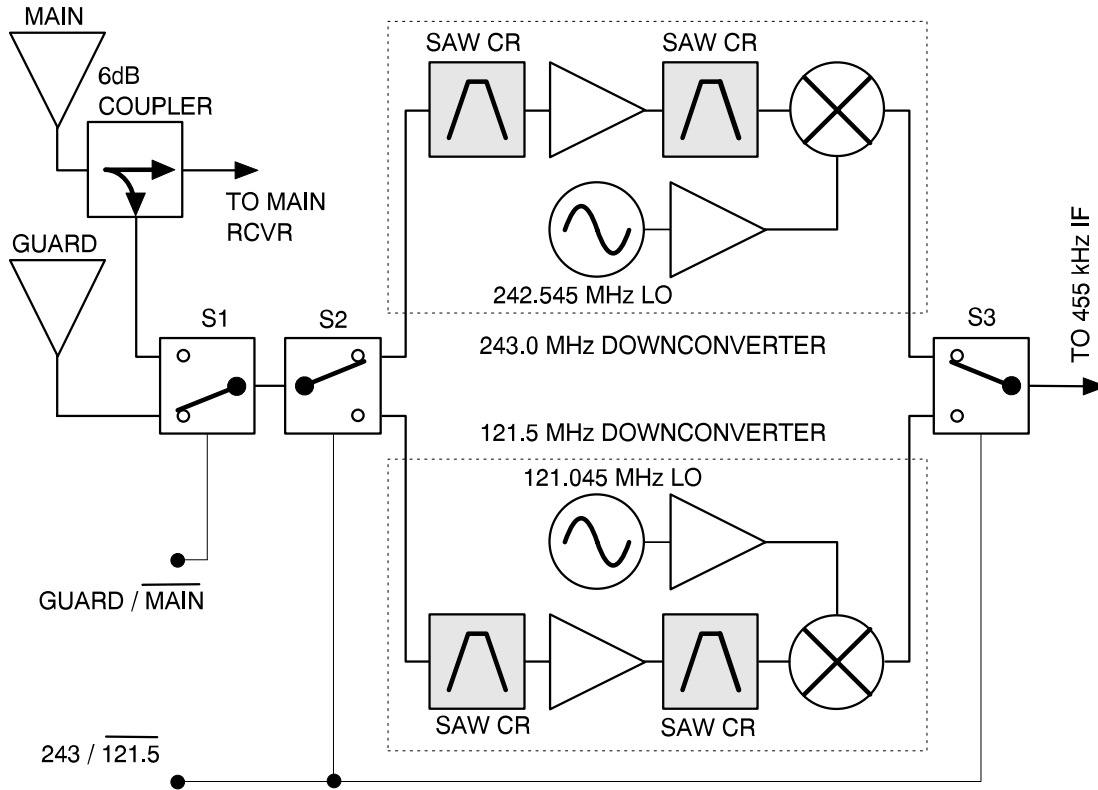 MAIN
6dB
COUPLER
TO MAIN
RCVR
GUARD
S1
S2
SAW CR
SAW CR
242.545 MHz LO
243.0 MHz DOWNCONVERTER
121.5 MHz DOWNCONVERTER
121.045 MHz LO
SAW CR
SAW CR
S3
TO 455 kHz IF
GUARD / MAIN
243 / 121.5